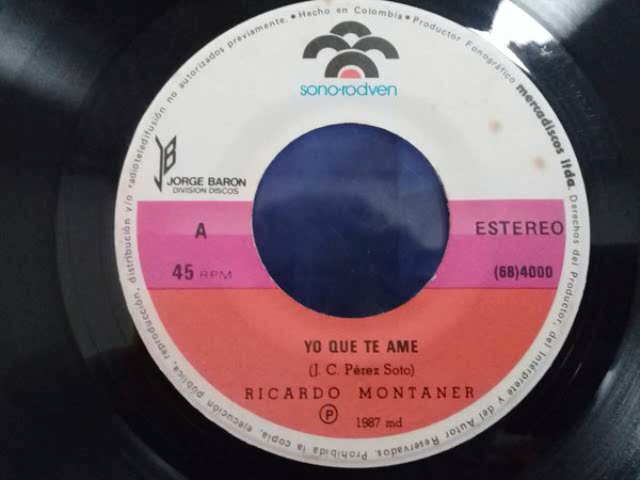 • Hecho en Colombia • Productor Fonográfico mercadiscos ltda. Derechos del Productor, del Intérprete y del Autor Reservados. Prohibida la copia, ejecución pública, reproducción, distribución y/o radioteledifusión no autorizados previamente. •
sono-rodven
JB
JORGE BARON
DIVISION DISCOS
A
ESTEREO
45 RPM
(68)4000
YO QUE TE AME
(J. C. Pérez Soto)
RICARDO MONTANER
Ⓟ 1987 md